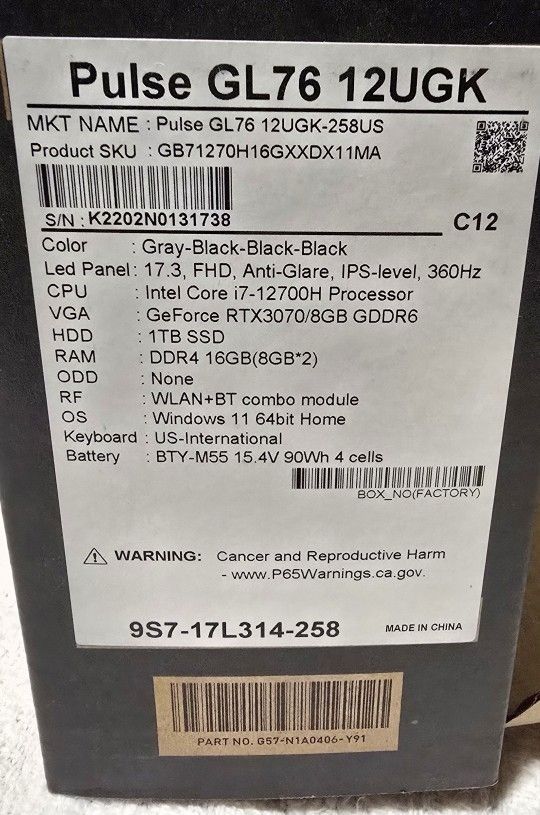 Pulse GL76 12UGK
MKT NAME : Pulse GL76 12UGK-258US
Product SKU : GB71270H16GXXDX11MA
S/N : K2202N0131738
C12
Color : Gray-Black-Black-Black
Led Panel : 17.3, FHD, Anti-Glare, IPS-level, 360Hz
CPU : Intel Core i7-12700H Processor
VGA : GeForce RTX3070/8GB GDDR6
HDD : 1TB SSD
RAM : DDR4 16GB(8GB*2)
ODD : None
RF : WLAN+BT combo module
OS : Windows 11 64bit Home
Keyboard : US-International
Battery : BTY-M55 15.4V 90Wh 4 cells
BOX_NO(FACTORY)
WARNING: Cancer and Reproductive Harm
- www.P65Warnings.ca.gov.
9S7-17L314-258
MADE IN CHINA
PART NO. G57-N1A0406-Y91